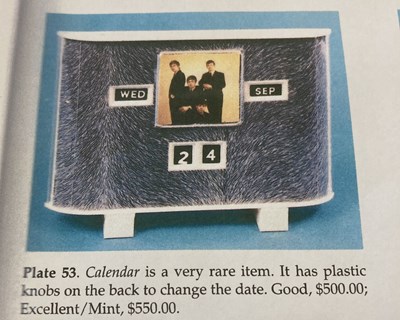 WED SEP
2 4
Plate 53. Calendar is a very rare item. It has plastic
knobs on the back to change the date. Good, $500.00;
Excellent/Mint, $550.00.